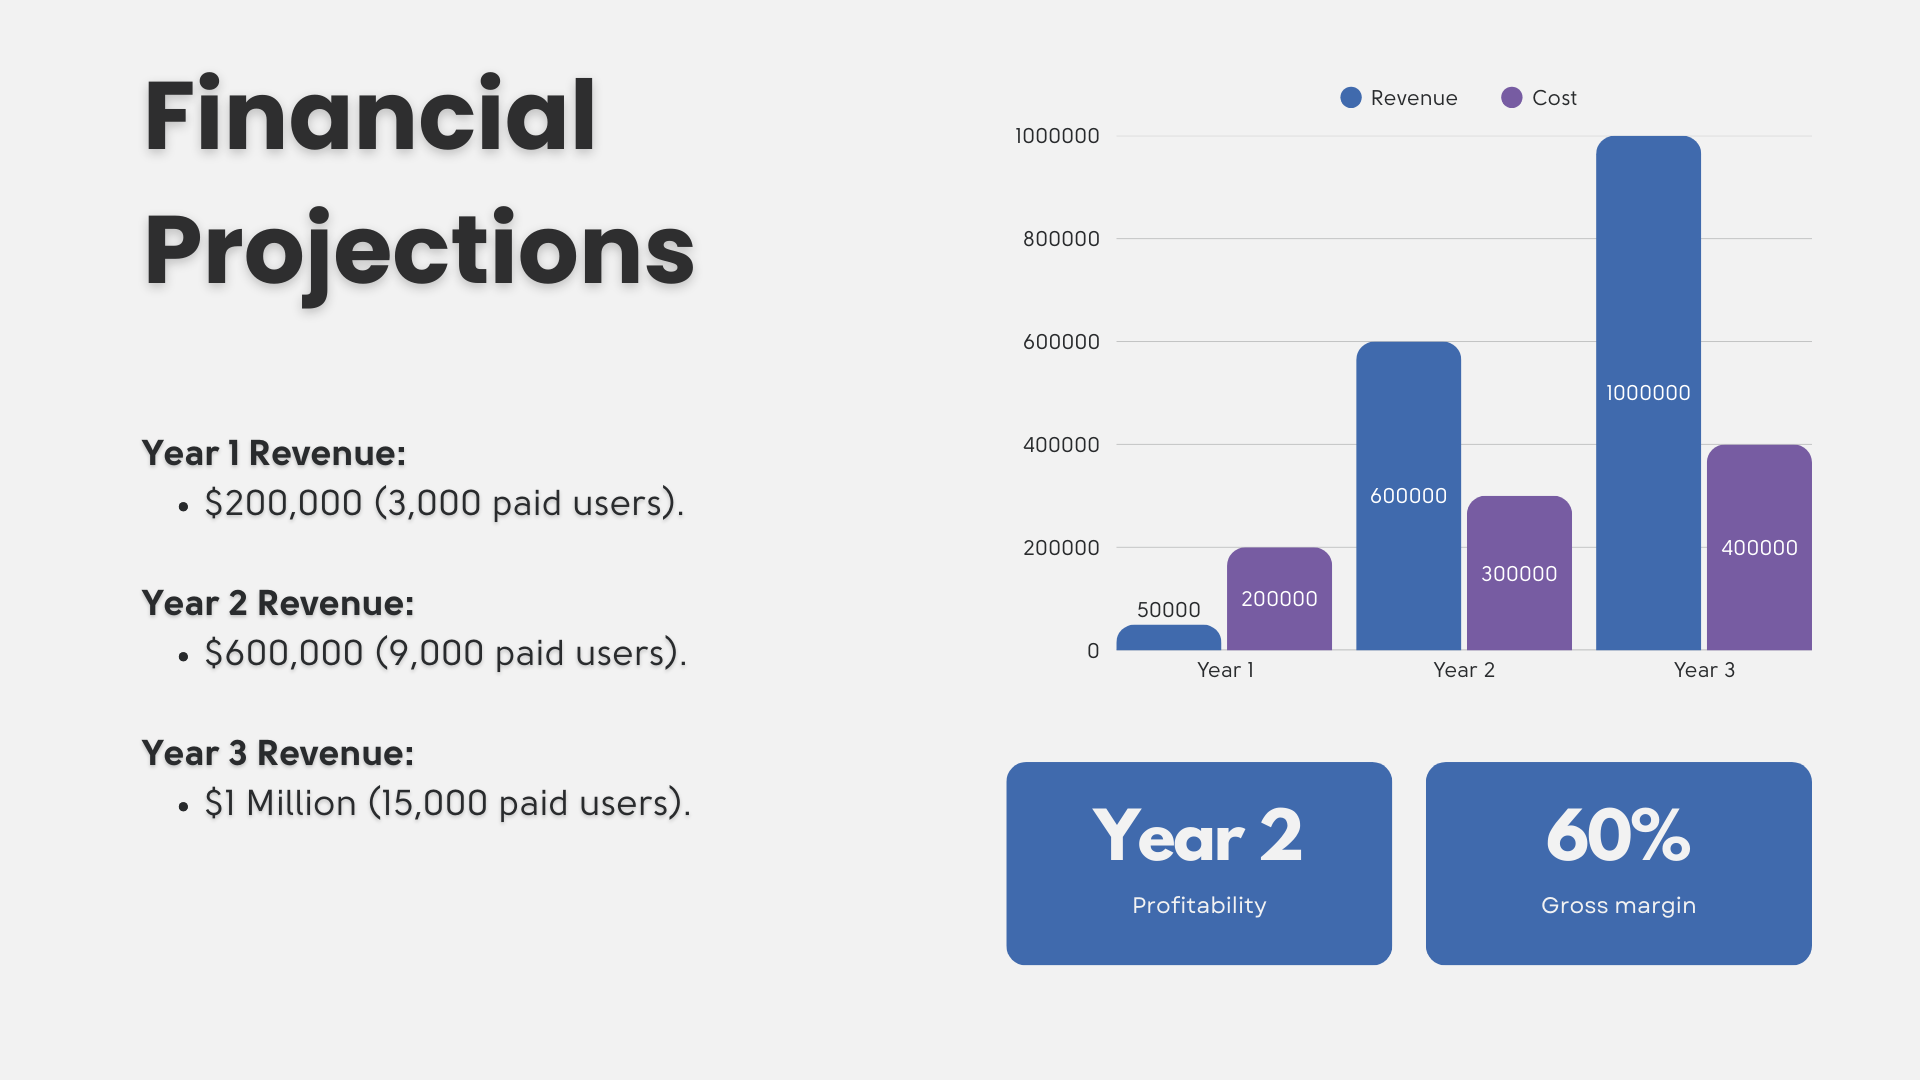 Financial
Projections
Year 1 Revenue:
• $200,000 (3,000 paid users).
Year 2 Revenue:
• $600,000 (9,000 paid users).
Year 3 Revenue:
• $1 Million (15,000 paid users).
Revenue Cost
1000000
800000
600000
400000
200000
0
50000
200000
600000
300000
1000000
400000
Year 1 Year 2 Year 3
Year 2
Profitability
60%
Gross margin